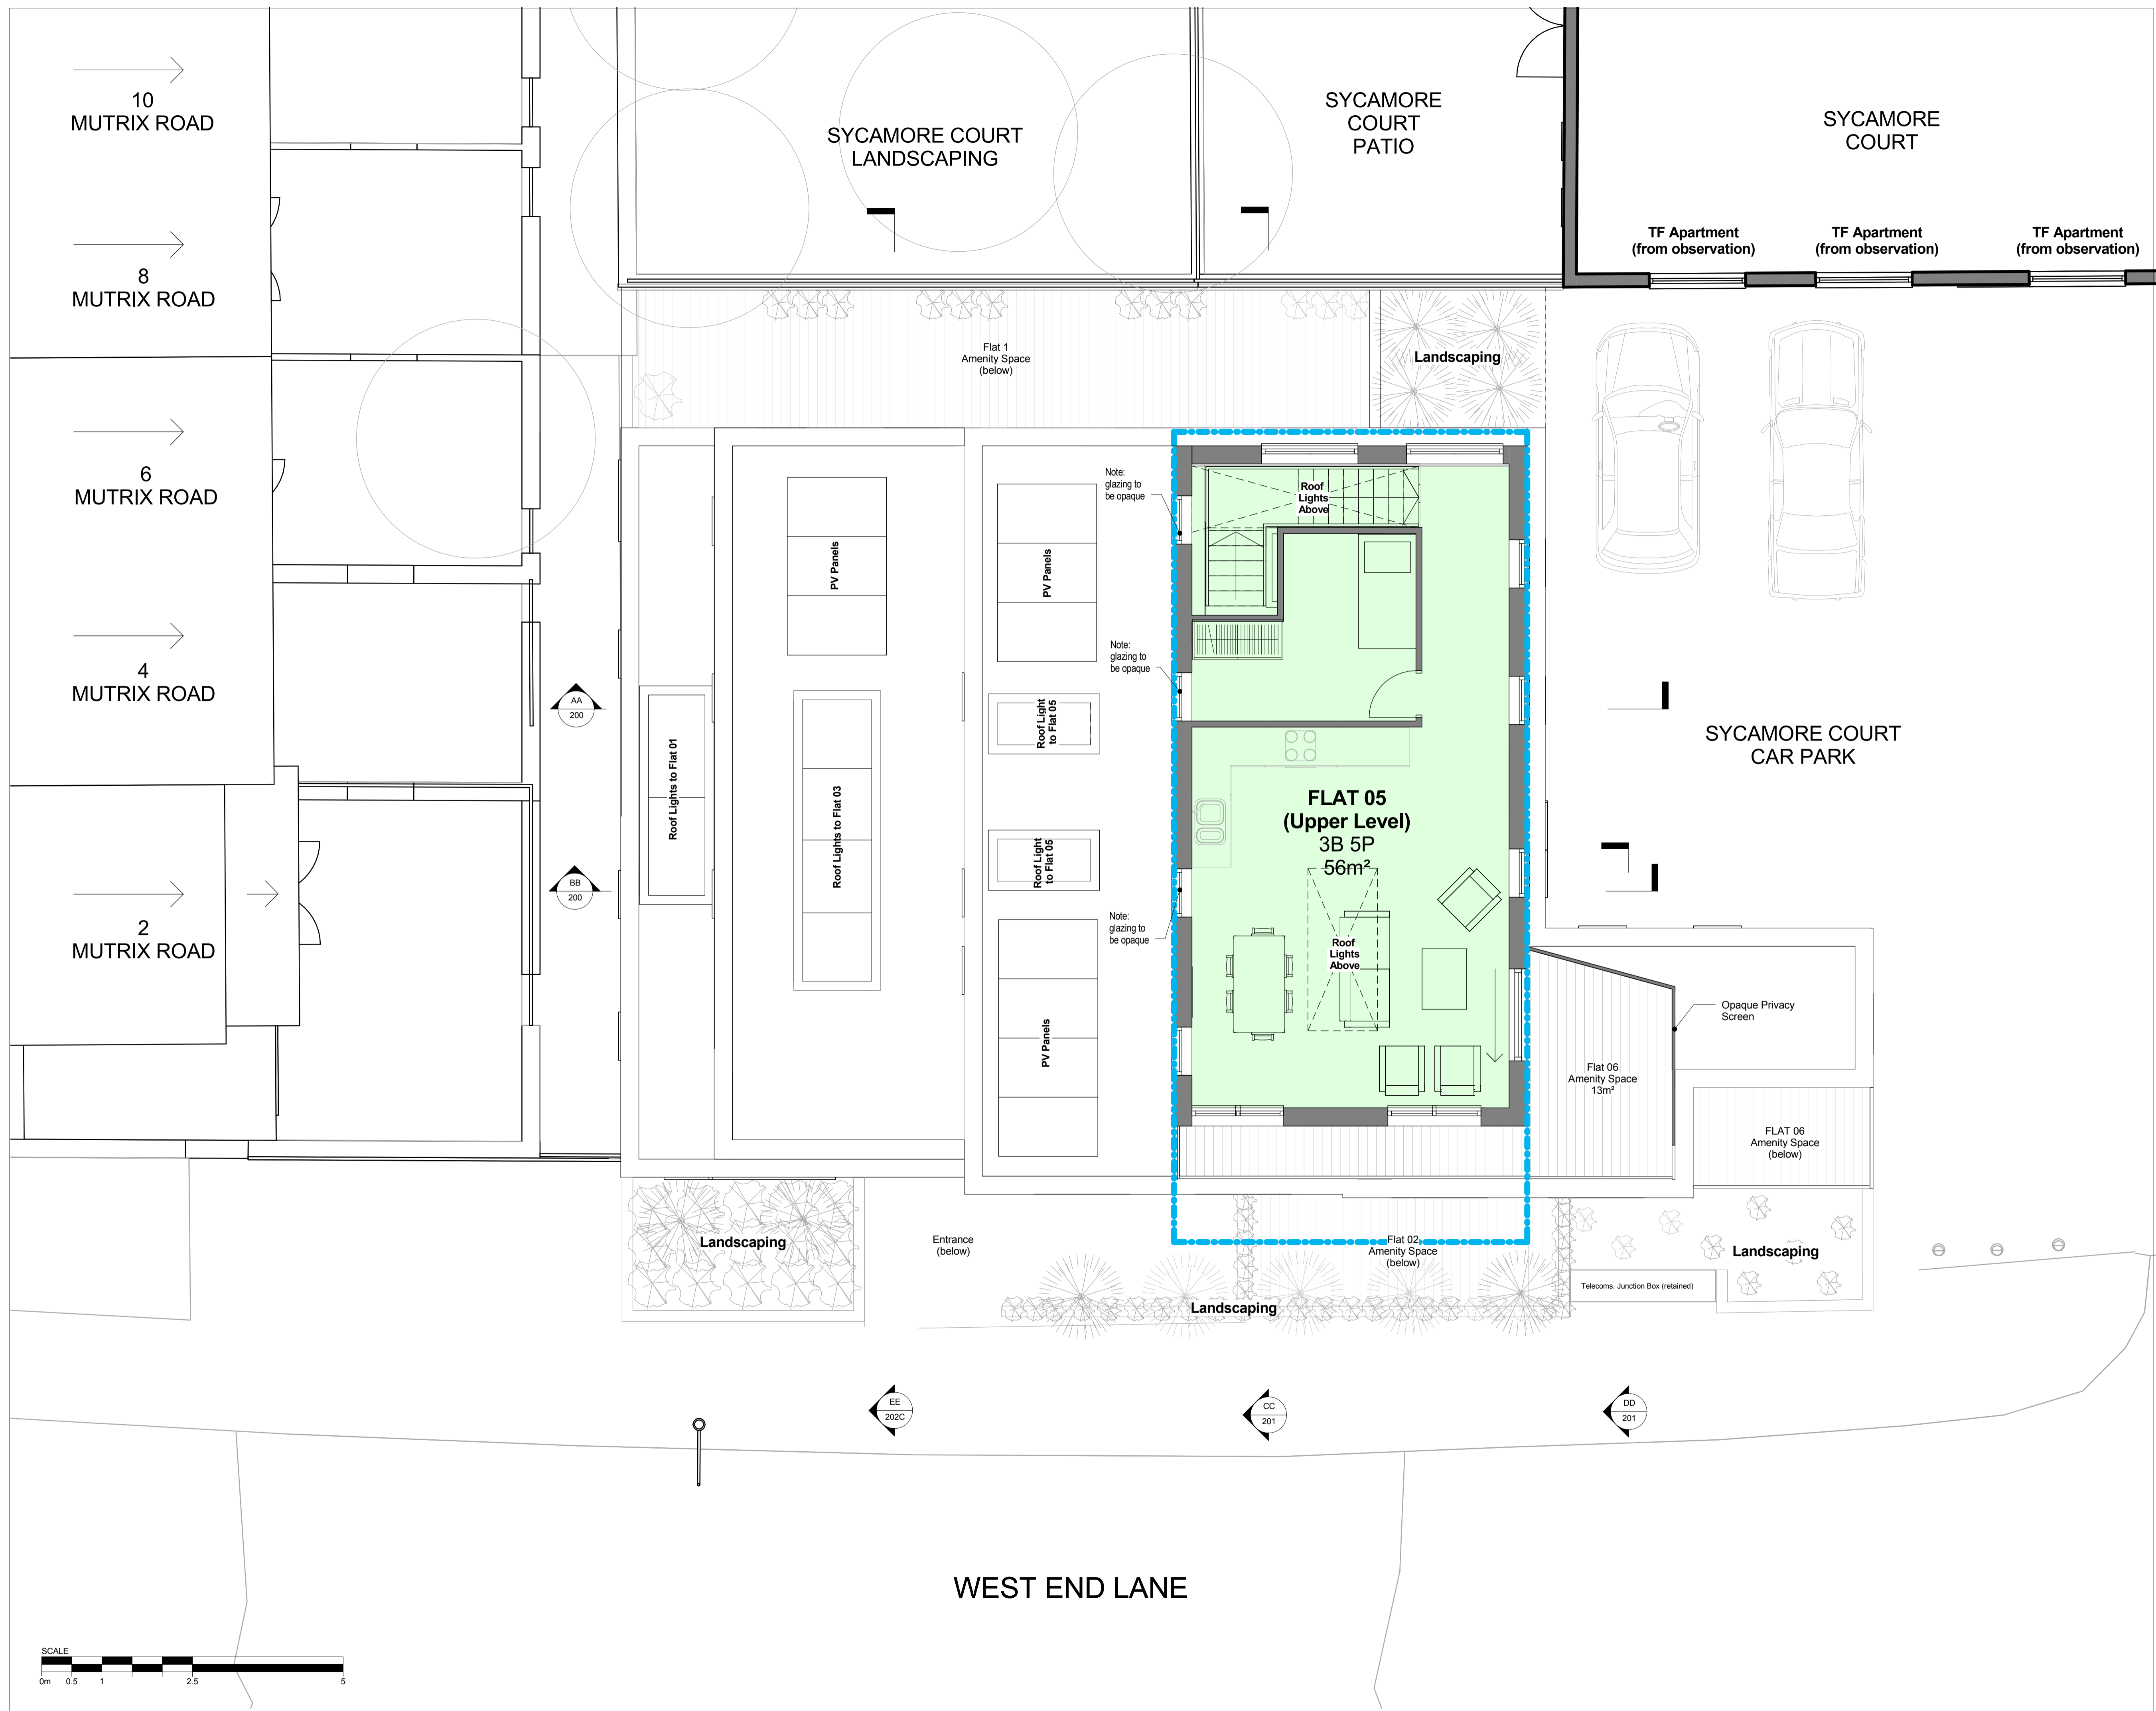 10
MUTRIX ROAD
8
MUTRIX ROAD
6
MUTRIX ROAD
4
MUTRIX ROAD
2
MUTRIX ROAD
SYCAMORE COURT
LANDSCAPING
SYCAMORE
COURT
PATIO
SYCAMORE
COURT
TF Apartment
(from observation)
TF Apartment
(from observation)
TF Apartment
(from observation)
Flat 1
Amenity Space
(below)
Landscaping
Note:
glazing to
be opaque
Roof
Lights
Above
PV Panels
PV Panels
Note:
glazing to
be opaque
AA
200
Roof Light
to Flat 05
SYCAMORE COURT
CAR PARK
Roof Lights to Flat 01
Roof Lights to Flat 03
FLAT 05
(Upper Level)
3B 5P
56m²
Roof Light
to Flat 05
BB
200
Note:
glazing to
be opaque
Roof
Lights
Above
PV Panels
Opaque Privacy
Screen
Flat 06
Amenity Space
13m²
FLAT 06
Amenity Space
(below)
Landscaping
Entrance
(below)
Flat 02
Amenity Space
(below)
Landscaping
Telecoms. Junction Box (retained)
Landscaping
EE
202C
CC
201
DD
201
WEST END LANE
SCALE
0m 0.5 1 2.5 5